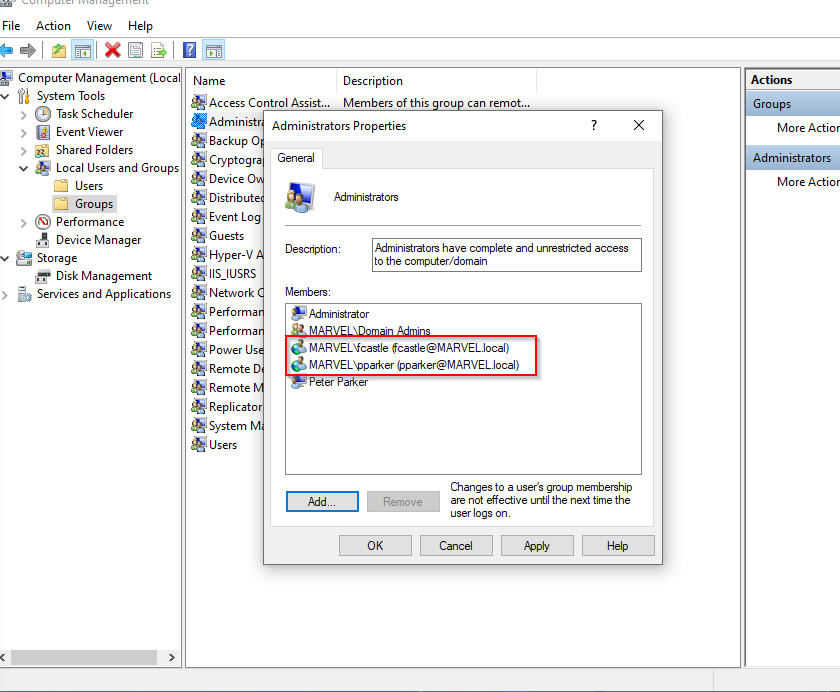 Computer Management
File Action View Help
Computer Management (Local
System Tools
Task Scheduler
Event Viewer
Shared Folders
Local Users and Groups
Users
Groups
Performance
Device Manager
Storage
Disk Management
Services and Applications
Name Description
Access Control Assist... Members of this group can remot...
Administra
Backup Op
Cryptograp
Device Ow
Distributed
Event Log
Guests
Hyper-V A
IIS_IUSRS
Network C
Performan
Performan
Power Use
Remote De
Remote M
Replicator
System Ma
Users
Administrators Properties
?
General
Administrators
Description:
Administrators have complete and unrestricted access
to the computer/domain
Members:
Administrator
MARVEL\Domain Admins
MARVEL\fcastle (fcastle@MARVEL.local)
MARVEL\pparker (pparker@MARVEL.local)
Peter Parker
Add... Remove
Changes to a user's group membership
are not effective until the next time the
user logs on.
OK Cancel Apply Help
Actions
Groups
More Action
Administrators
More Action